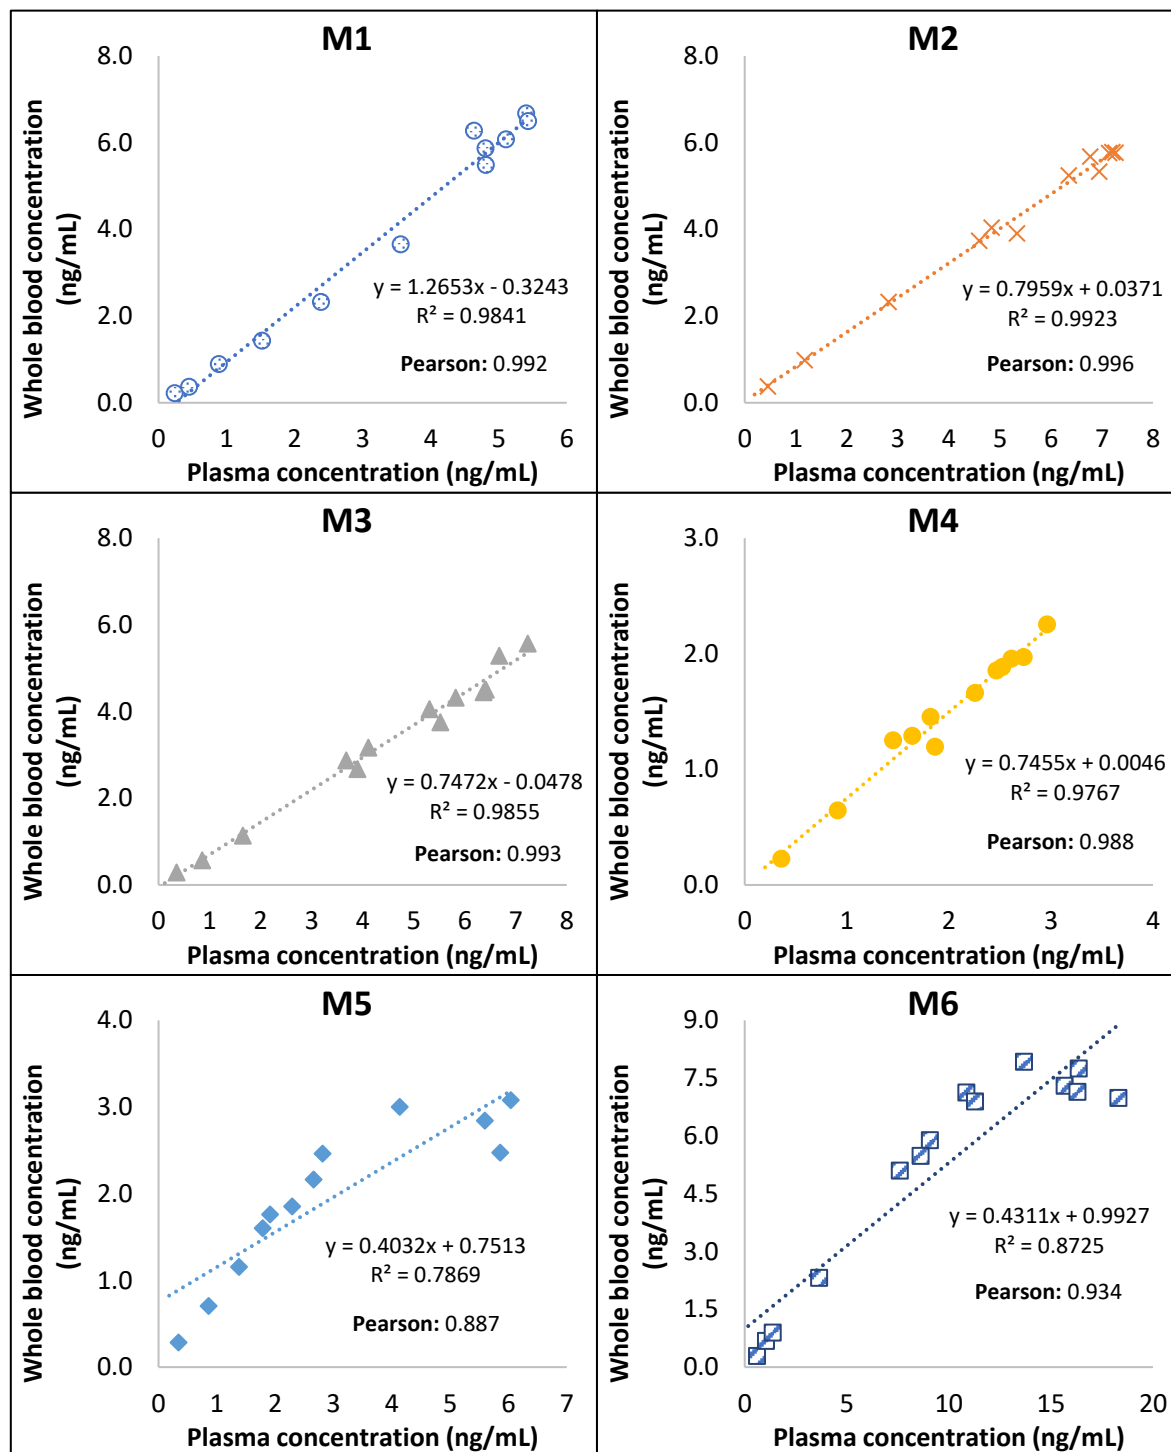 M1
Whole blood concentration
(ng/mL)
8.0
6.0
4.0
2.0
0.0
y = 1.2653x - 0.3243
R² = 0.9841
Pearson: 0.992
0 1 2 3 4 5 6
Plasma concentration (ng/mL)
M2
Whole blood concentration
(ng/mL)
8.0
6.0
4.0
2.0
0.0
y = 0.7959x + 0.0371
R² = 0.9923
Pearson: 0.996
0 1 2 3 4 5 6 7 8
Plasma concentration (ng/mL)
M3
Whole blood concentration
(ng/mL)
8.0
6.0
4.0
2.0
0.0
y = 0.7472x - 0.0478
R² = 0.9855
Pearson: 0.993
0 1 2 3 4 5 6 7 8
Plasma concentration (ng/mL)
M4
Whole blood concentration
(ng/mL)
3.0
2.0
1.0
0.0
y = 0.7455x + 0.0046
R² = 0.9767
Pearson: 0.988
0 1 2 3 4
Plasma concentration (ng/mL)
M5
Whole blood concentration
(ng/mL)
4.0
3.0
2.0
1.0
0.0
y = 0.4032x + 0.7513
R² = 0.7869
Pearson: 0.887
0 1 2 3 4 5 6 7
Plasma concentration (ng/mL)
M6
Whole blood concentration
(ng/mL)
9.0
7.5
6.0
4.5
3.0
1.5
0.0
y = 0.4311x + 0.9927
R² = 0.8725
Pearson: 0.934
0 5 10 15 20
Plasma concentration (ng/mL)